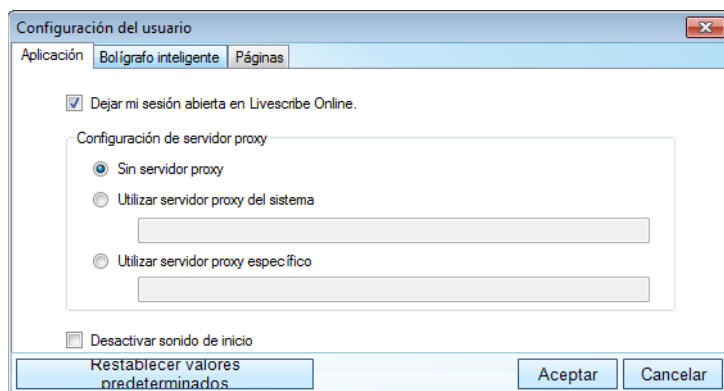 Configuración del usuario
Aplicación Bolígrafo inteligente Páginas
Dejar mi sesión abierta en Livescribe Online.
Configuración de servidor proxy
Sin servidor proxy
Utilizar servidor proxy del sistema
Utilizar servidor proxy específico
Desactivar sonido de inicio
Restablecer valores
predeterminados
Aceptar Cancelar